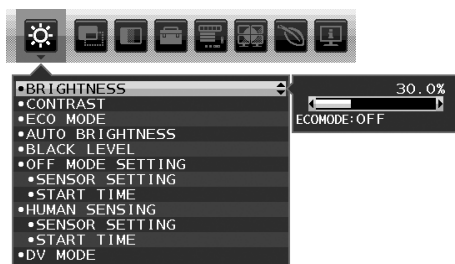 •BRIGHTNESS
•CONTRAST
•ECO MODE
•AUTO BRIGHTNESS
•BLACK LEVEL
•OFF MODE SETTING
•SENSOR SETTING
•START TIME
•HUMAN SENSING
•SENSOR SETTING
•START TIME
•DV MODE
30.0%
ECOMODE:OFF